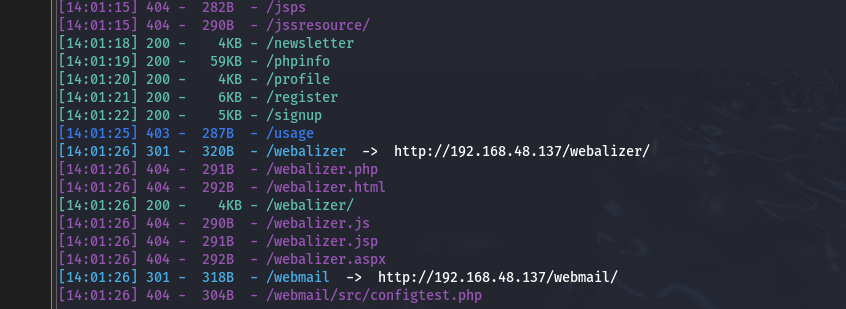 [14:01:15] 404 - 282B - /jsps
[14:01:15] 404 - 290B - /jssresource/
[14:01:18] 200 - 4KB - /newsletter
[14:01:19] 200 - 59KB - /phpinfo
[14:01:20] 200 - 4KB - /profile
[14:01:21] 200 - 6KB - /register
[14:01:22] 200 - 5KB - /signup
[14:01:25] 403 - 287B - /usage
[14:01:26] 301 - 320B - /webalizer -> http://192.168.48.137/webalizer/
[14:01:26] 404 - 291B - /webalizer.php
[14:01:26] 404 - 292B - /webalizer.html
[14:01:26] 200 - 4KB - /webalizer/
[14:01:26] 404 - 290B - /webalizer.js
[14:01:26] 404 - 291B - /webalizer.jsp
[14:01:26] 404 - 292B - /webalizer.aspx
[14:01:26] 301 - 318B - /webmail -> http://192.168.48.137/webmail/
[14:01:26] 404 - 304B - /webmail/src/configtest.php